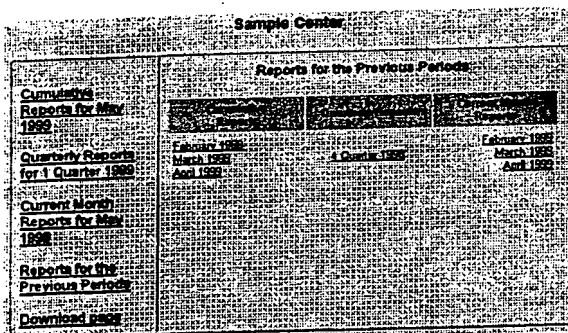 Sample Center
Cumulative
Reports for May
1999
Quarterly Reports
for 1 Quarter 1999
Current Month
Reports for May
1999
Reports for the
Previous Periods
Download page
Reports for the Previous Periods
Reports
Reports
February 1999
March 1999
April 1999
4 Quarter 1998
February 1999
March 1999
April 1999